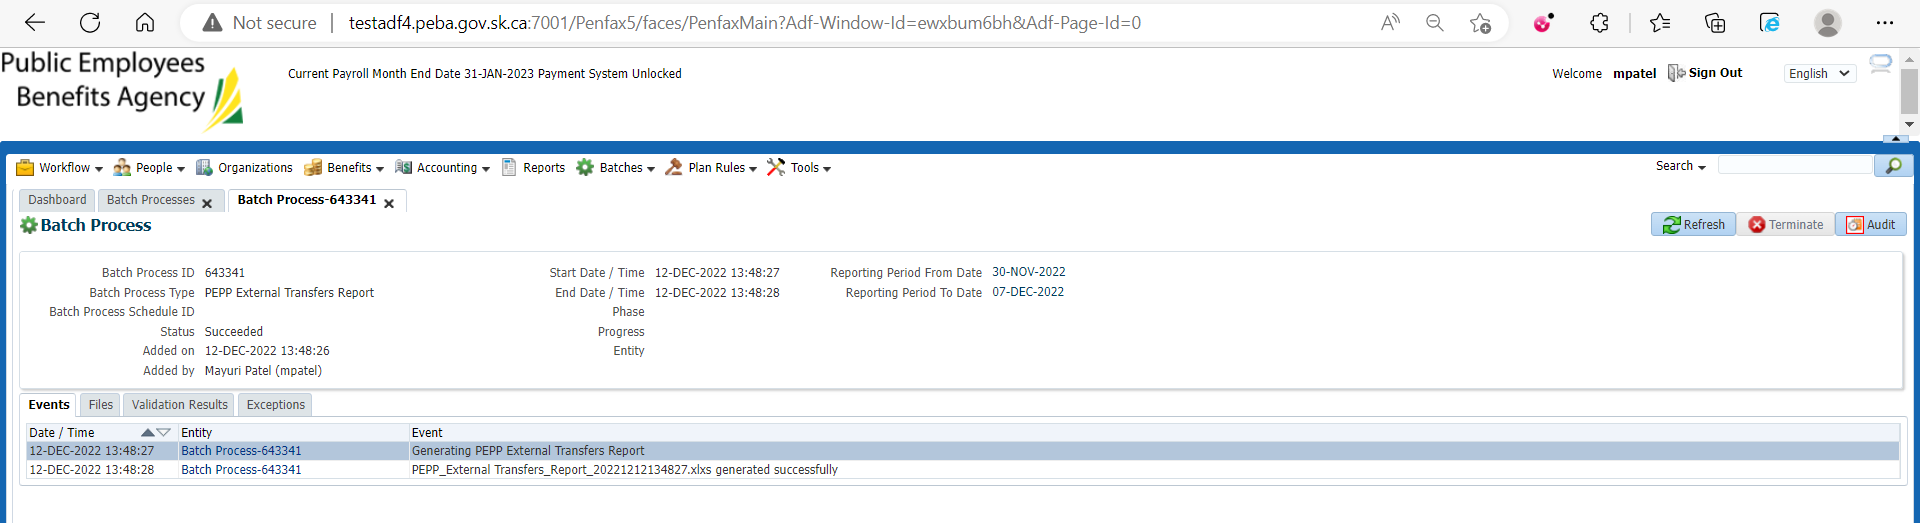 Not secure | testadf4.peba.gov.sk.ca:7001/Penfax5/faces/PenfaxMain?Adf-Window-Id=ewxbum6bh&Adf-Page-Id=0
Public Employees
Benefits Agency
Current Payroll Month End Date 31-JAN-2023 Payment System Unlocked
Welcome mpatel Sign Out English
Workflow People Organizations Benefits Accounting Reports Batches Plan Rules Tools Search
Dashboard Batch Processes Batch Process-643341
Batch Process Refresh Terminate Audit
Batch Process ID 643341 Start Date / Time 12-DEC-2022 13:48:27 Reporting Period From Date 30-NOV-2022
Batch Process Type PEPP External Transfers Report End Date / Time 12-DEC-2022 13:48:28 Reporting Period To Date 07-DEC-2022
Batch Process Schedule ID Phase
Status Succeeded Progress
Added on 12-DEC-2022 13:48:26 Entity
Added by Mayuri Patel (mpatel)
Events Files Validation Results Exceptions
Date / Time Entity Event
12-DEC-2022 13:48:27 Batch Process-643341 Generating PEPP External Transfers Report
12-DEC-2022 13:48:28 Batch Process-643341 PEPP_External Transfers_Report_20221212134827.xlxs generated successfully